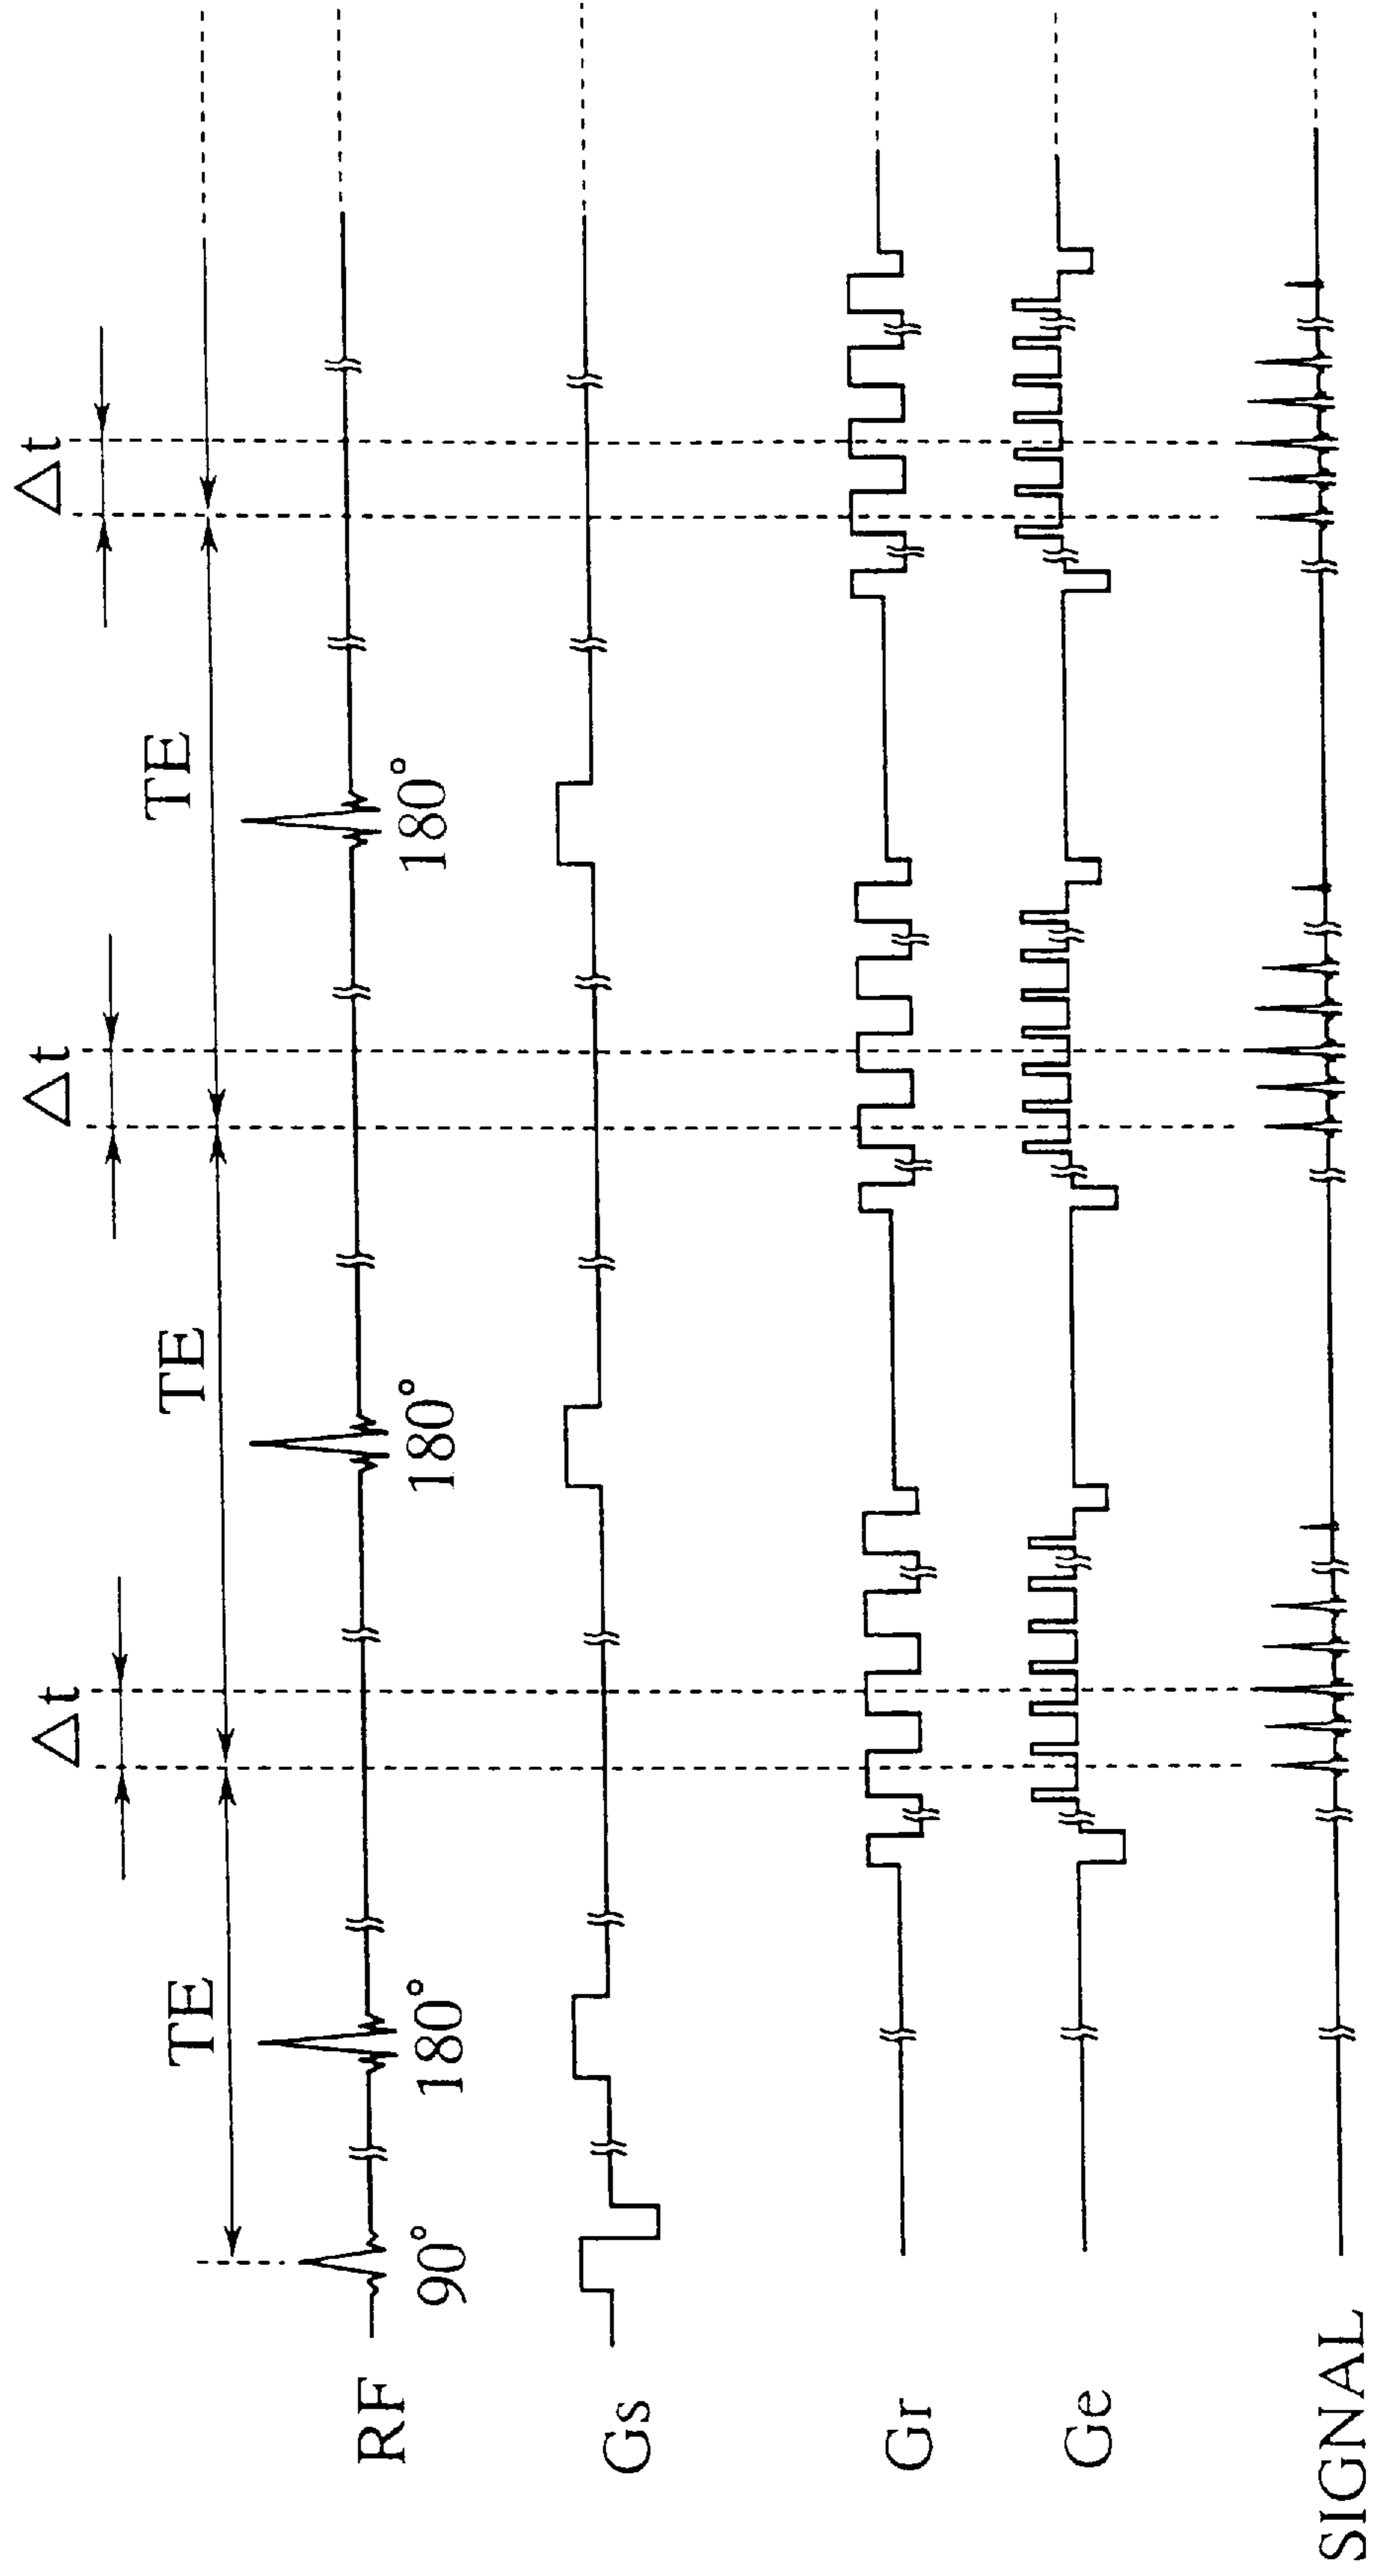 Δt Δt Δt
TE TE TE
RF
90° 180° 180° 180°
Gs
Gr
Ge
SIGNAL